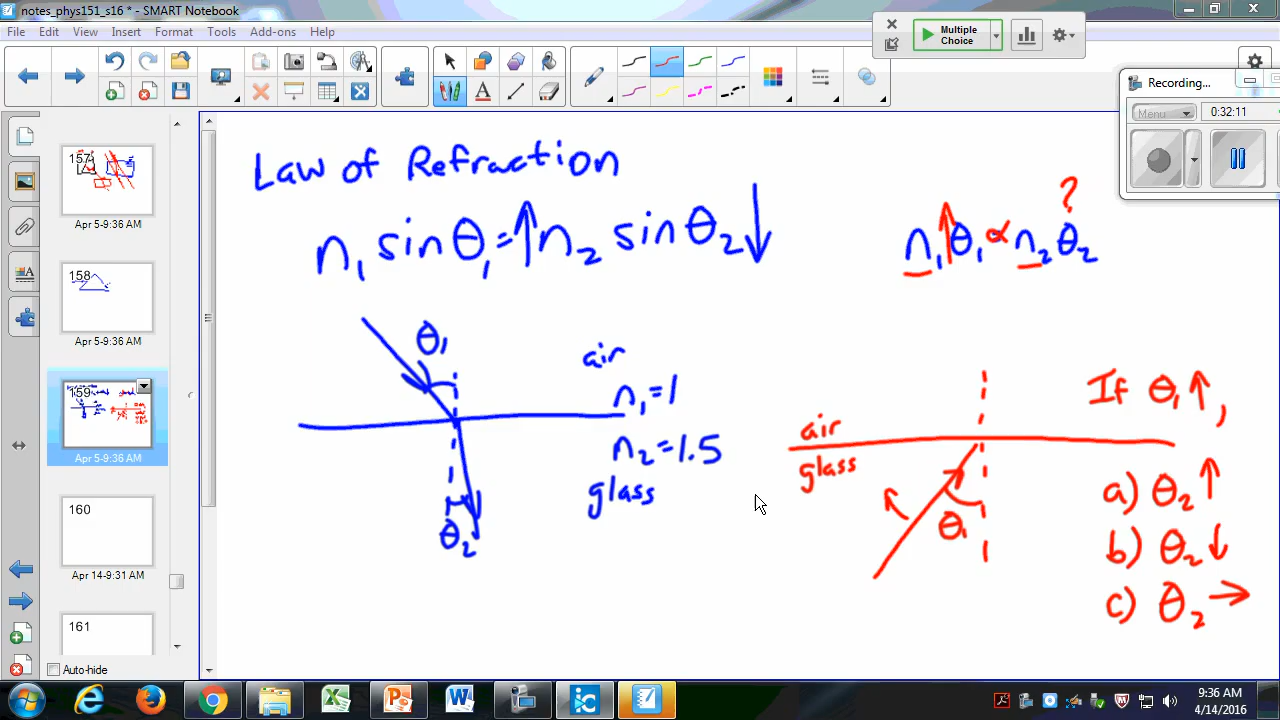 notes_phys151_s16 * - SMART Notebook
File Edit View Insert Format Tools Add-ons Help
Multiple Choice
Recording...
Menu
0:32:11
157
Apr 5-9:36 AM
158
Apr 5-9:36 AM
159
Apr 5-9:36 AM
160
Apr 14-9:31 AM
161
Auto-hide
Law of Refraction
n₁ sin θ₁ = ↑ n₂ sin θ₂ ↓
?
n₁ ↑ θ₁ ∝ n₂ θ₂
θ₁
air
n₁ = 1
n₂ = 1.5
glass
θ₂
air
glass
θ₁
If θ₁ ↑,
a) θ₂ ↑
b) θ₂ ↓
c) θ₂ →
9:36 AM
4/14/2016